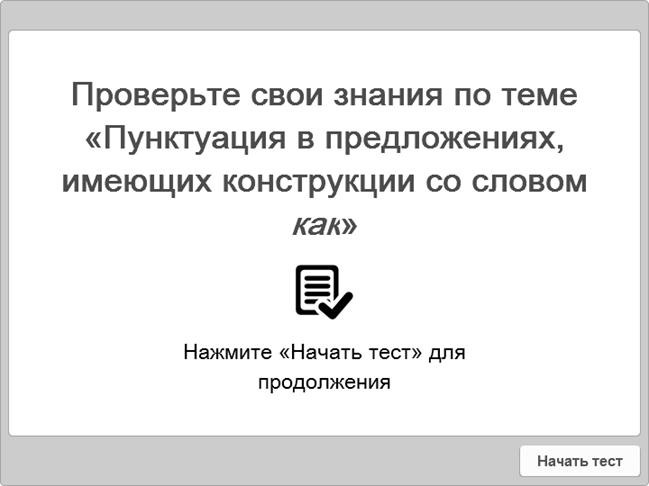 Проверьте свои знания по теме
«Пунктуация в предложениях,
имеющих конструкции со словом
как»
Нажмите «Начать тест» для
продолжения
Начать тест